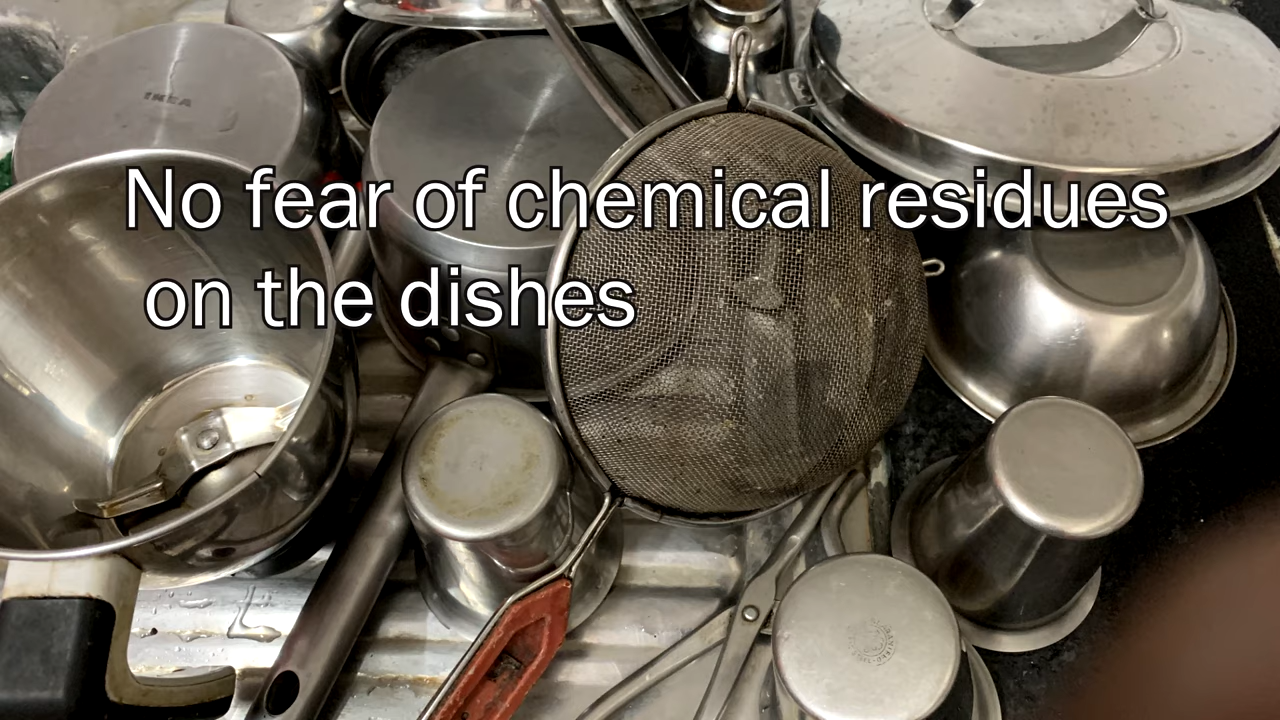 IKEA
No fear of chemical residues
on the dishes